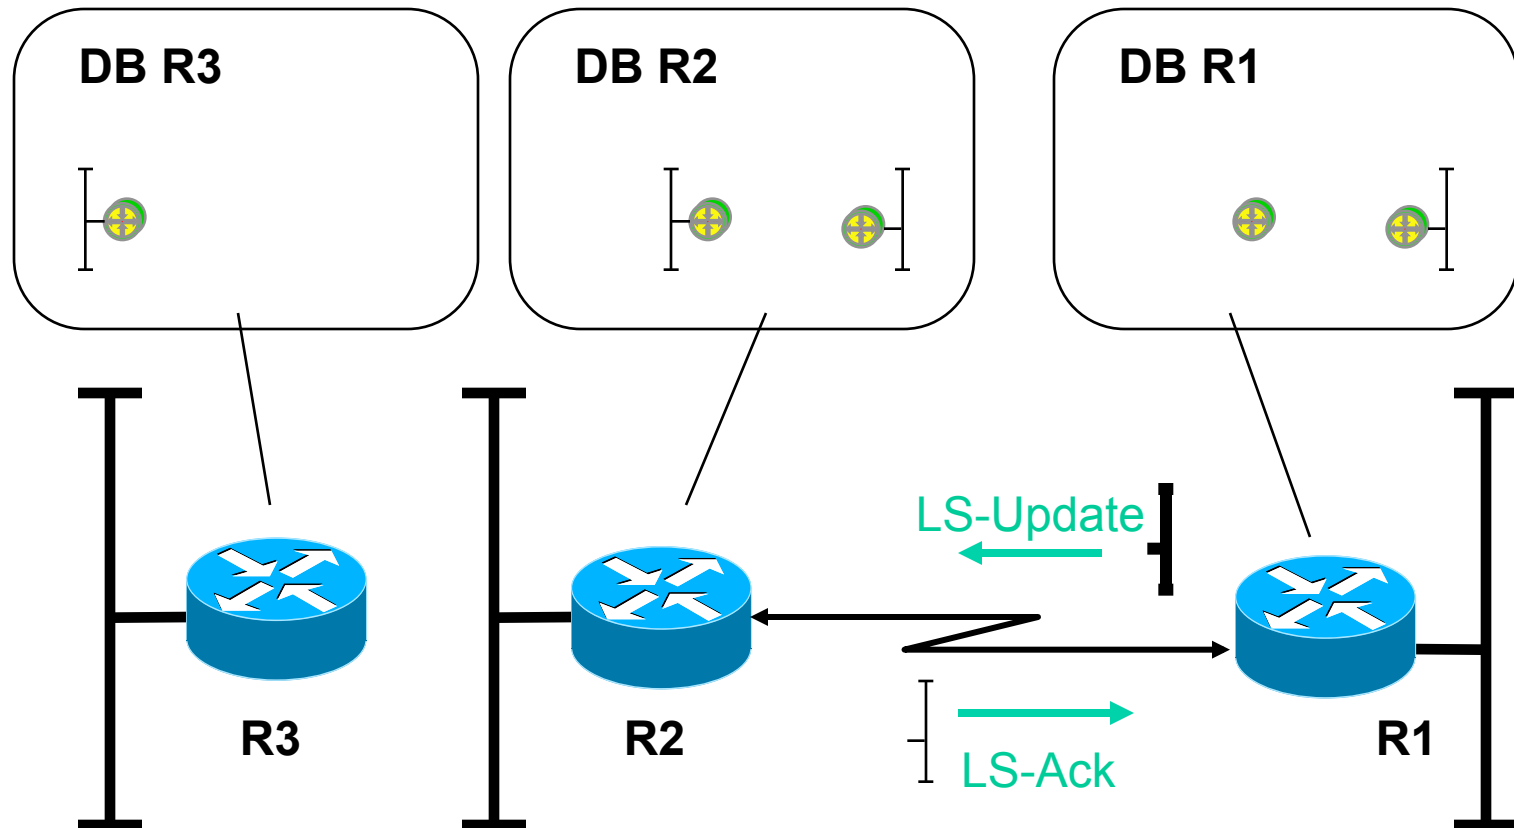 DB R3
DB R2
DB R1
LS-Update
R3
R2
R1
LS-Ack